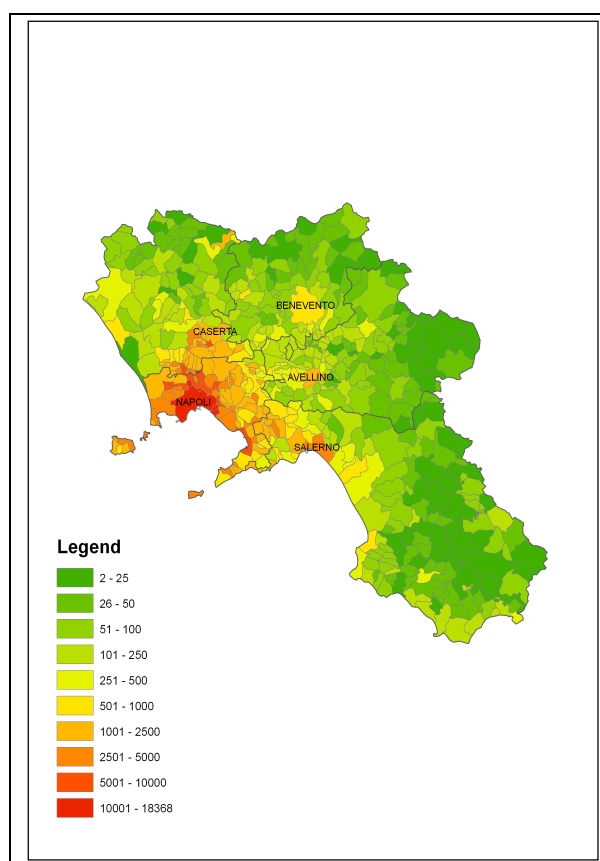 BENEVENTO
CASERTA
AVELLINO
NAPOLI
SALERNO
Legend
2 - 25
26 - 50
51 - 100
101 - 250
251 - 500
501 - 1000
1001 - 2500
2501 - 5000
5001 - 10000
10001 - 18368